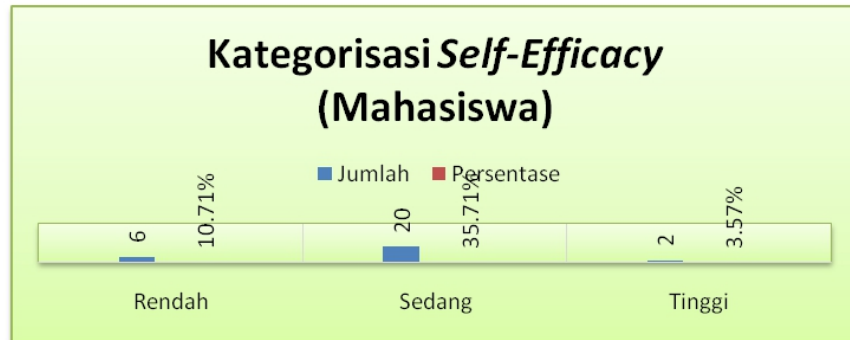 Kategorisasi Self-Efficacy
(Mahasiswa)
Jumlah Persentase
6 10.71% 20 35.71% 2 3.57%
Rendah Sedang Tinggi